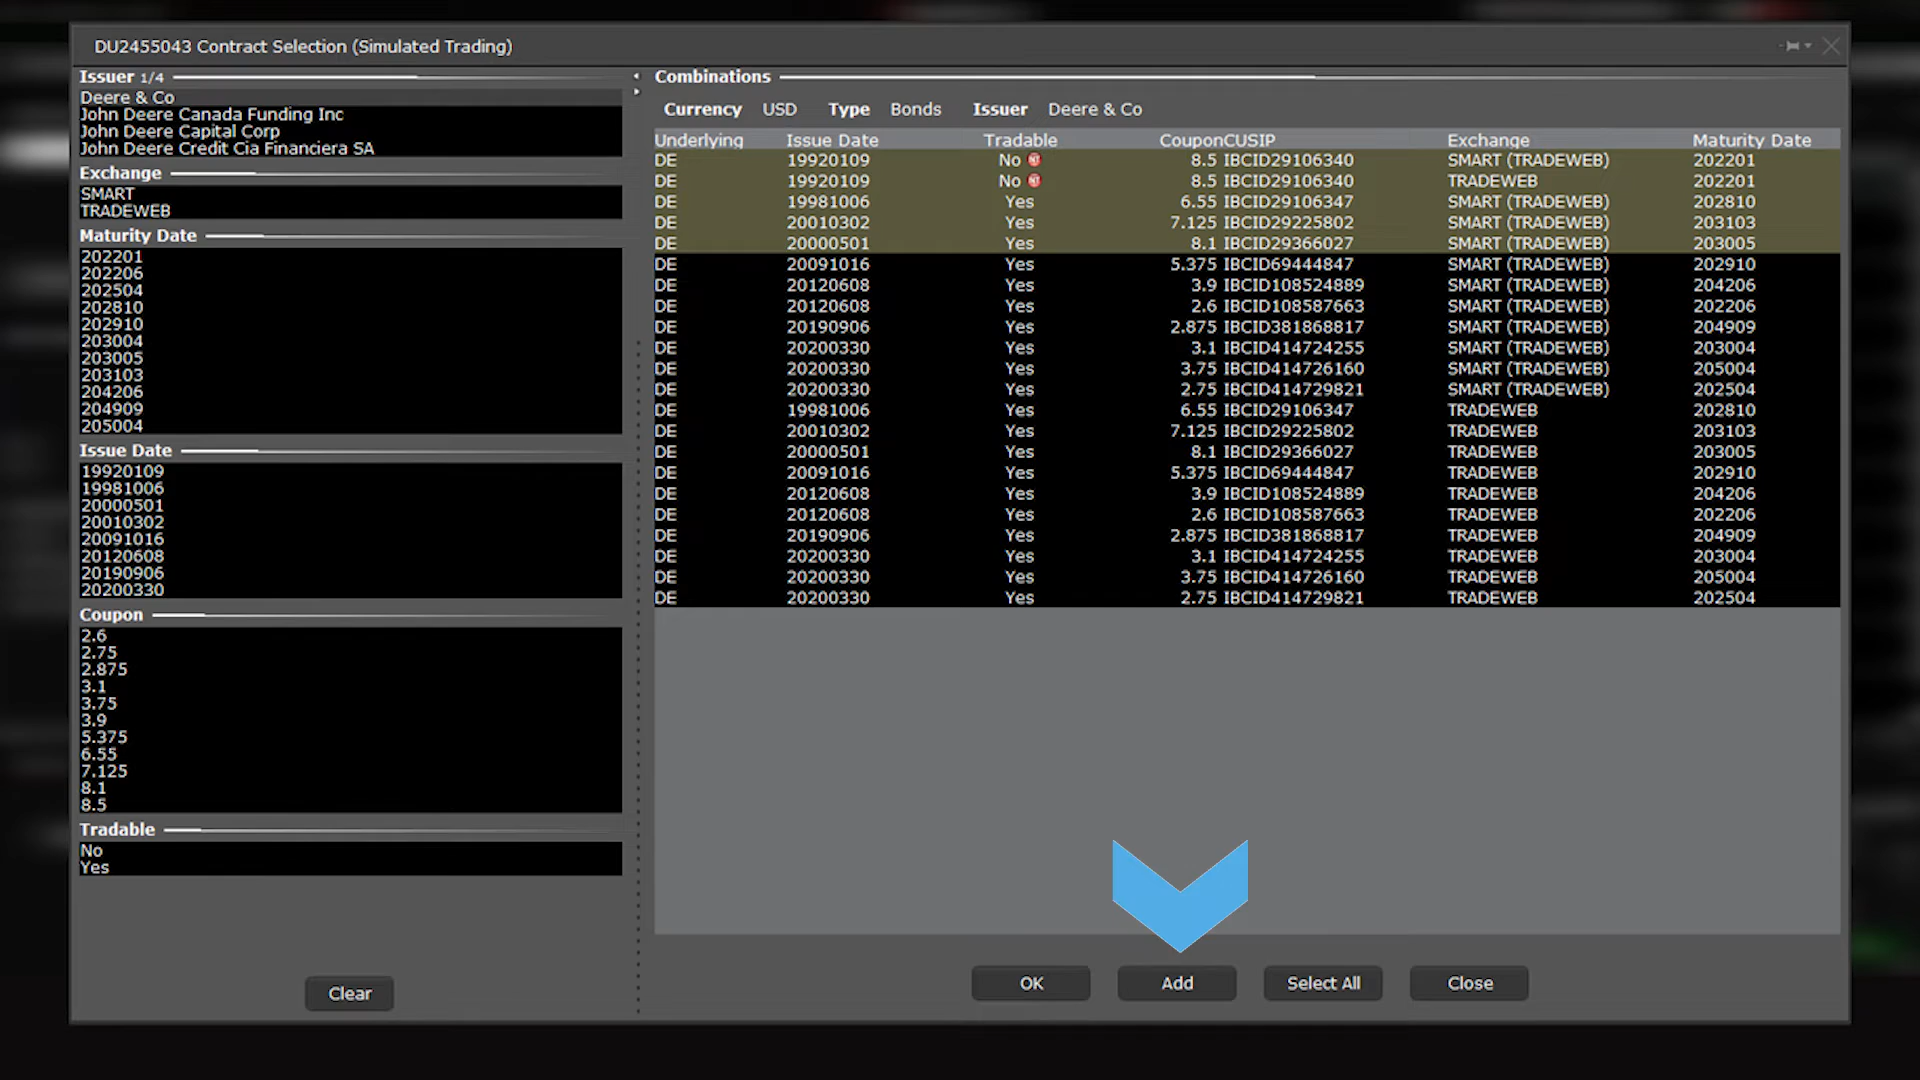 DU2455043 Contract Selection (Simulated Trading)
Issuer 1/4
Deere & Co
John Deere Canada Funding Inc
John Deere Capital Corp
John Deere Credit Cia Financiera SA
Exchange
SMART
TRADEWEB
Maturity Date
202201
202206
202504
202810
202910
203004
203005
203103
204206
204909
205004
Issue Date
19920109
19981006
20000501
20010302
20091016
20120608
20190906
20200330
Coupon
2.6
2.75
2.875
3.1
3.75
3.9
5.375
6.55
7.125
8.1
8.5
Tradable
No
Yes
Clear
Combinations
Currency USD Type Bonds Issuer Deere & Co
Underlying Issue Date Tradable Coupon CUSIP Exchange Maturity Date
DE 19920109 No NT 8.5 IBCID29106340 SMART (TRADEWEB) 202201
DE 19920109 No NT 8.5 IBCID29106340 TRADEWEB 202201
DE 19981006 Yes 6.55 IBCID29106347 SMART (TRADEWEB) 202810
DE 20010302 Yes 7.125 IBCID29225802 SMART (TRADEWEB) 203103
DE 20000501 Yes 8.1 IBCID29366027 SMART (TRADEWEB) 203005
DE 20091016 Yes 5.375 IBCID69444847 SMART (TRADEWEB) 202910
DE 20120608 Yes 3.9 IBCID108524889 SMART (TRADEWEB) 204206
DE 20120608 Yes 2.6 IBCID108587663 SMART (TRADEWEB) 202206
DE 20190906 Yes 2.875 IBCID381868817 SMART (TRADEWEB) 204909
DE 20200330 Yes 3.1 IBCID414724255 SMART (TRADEWEB) 203004
DE 20200330 Yes 3.75 IBCID414726160 SMART (TRADEWEB) 205004
DE 20200330 Yes 2.75 IBCID414729821 SMART (TRADEWEB) 202504
DE 19981006 Yes 6.55 IBCID29106347 TRADEWEB 202810
DE 20010302 Yes 7.125 IBCID29225802 TRADEWEB 203103
DE 20000501 Yes 8.1 IBCID29366027 TRADEWEB 203005
DE 20091016 Yes 5.375 IBCID69444847 TRADEWEB 202910
DE 20120608 Yes 3.9 IBCID108524889 TRADEWEB 204206
DE 20120608 Yes 2.6 IBCID108587663 TRADEWEB 202206
DE 20190906 Yes 2.875 IBCID381868817 TRADEWEB 204909
DE 20200330 Yes 3.1 IBCID414724255 TRADEWEB 203004
DE 20200330 Yes 3.75 IBCID414726160 TRADEWEB 205004
DE 20200330 Yes 2.75 IBCID414729821 TRADEWEB 202504
OK Add Select All Close